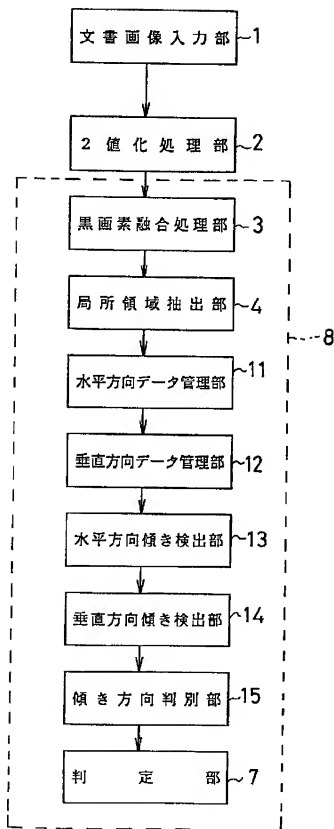 文書画像入力部 1
2値化処理部 2
黒画素融合処理部 3
局所領域抽出部 4
8
水平方向データ管理部 11
垂直方向データ管理部 12
水平方向傾き検出部 13
垂直方向傾き検出部 14
傾き方向判別部 15
判定部 7